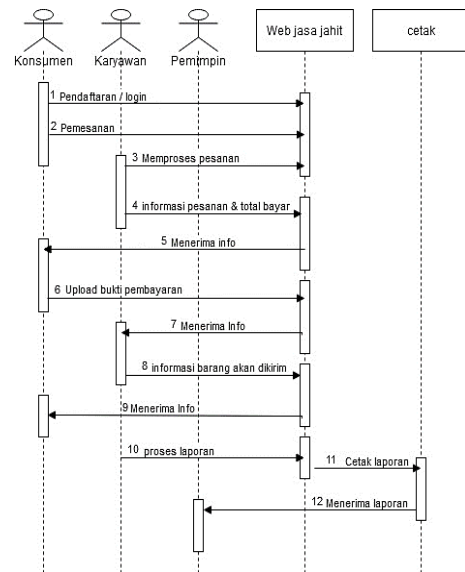 Konsumen Karyawan Pemimpin Web jasa jahit cetak
1 Pendaftaran / login
2 Pemesanan
3 Memproses pesanan
4 informasi pesanan & total bayar
5 Menerima info
6 Upload bukti pembayaran
7 Menerima Info
8 informasi barang akan dikirim
9 Menerima Info
10 proses laporan
11 Cetak laporan
12 Menerima laporan